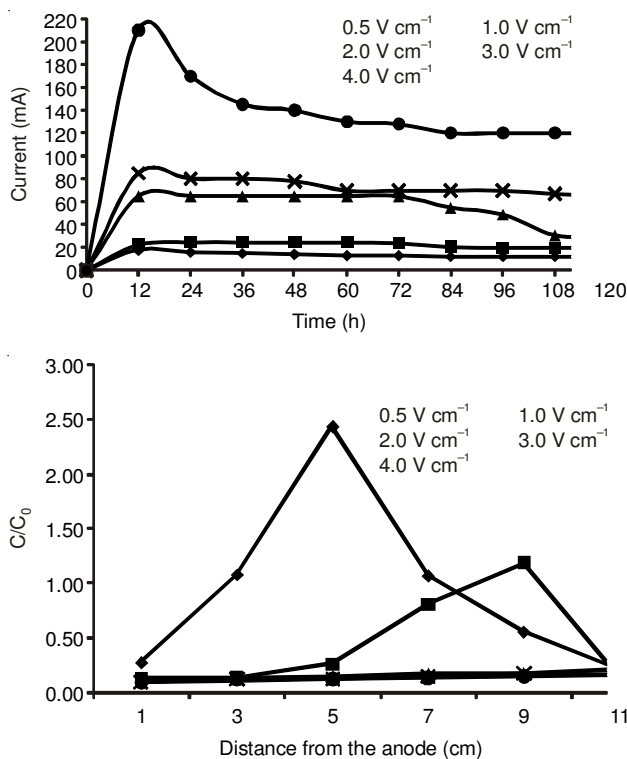 220
200
180
160
140
120
100
80
60
40
20
0
Current (mA)
0.5 V cm⁻¹ 1.0 V cm⁻¹
2.0 V cm⁻¹ 3.0 V cm⁻¹
4.0 V cm⁻¹
0 12 24 36 48 60 72 84 96 108 120
Time (h)
3.00
2.50
2.00
1.50
1.00
0.50
0.00
C/C₀
0.5 V cm⁻¹ 1.0 V cm⁻¹
2.0 V cm⁻¹ 3.0 V cm⁻¹
4.0 V cm⁻¹
1 3 5 7 9 11
Distance from the anode (cm)